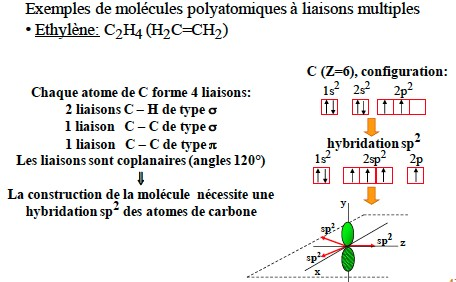 Exemples de molécules polyatomiques à liaisons multiples
• Ethylène: C₂H₄ (H₂C=CH₂)
Chaque atome de C forme 4 liaisons:
2 liaisons C – H de type σ
1 liaison C – C de type σ
1 liaison C – C de type π
Les liaisons sont coplanaires (angles 120°)
⇓
La construction de la molécule nécessite une
hybridation sp² des atomes de carbone
C (Z=6), configuration:
1s² 2s² 2p²
hybridation sp²
1s² 2sp² 2p
y
sp²
sp² z
sp²
x